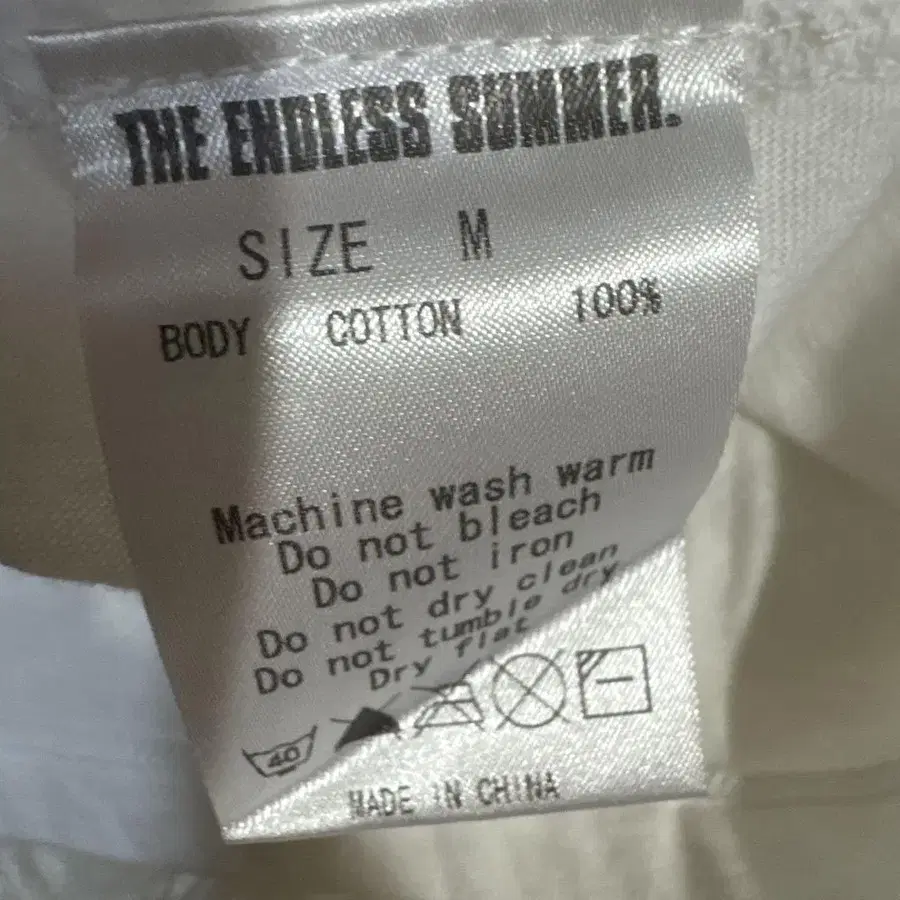 THE ENDLESS SUMMER.
SIZE M
BODY COTTON 100%
Machine wash warm
Do not bleach
Do not iron
Do not dry clean
Do not tumble dry
Dry flat
40
MADE IN CHINA